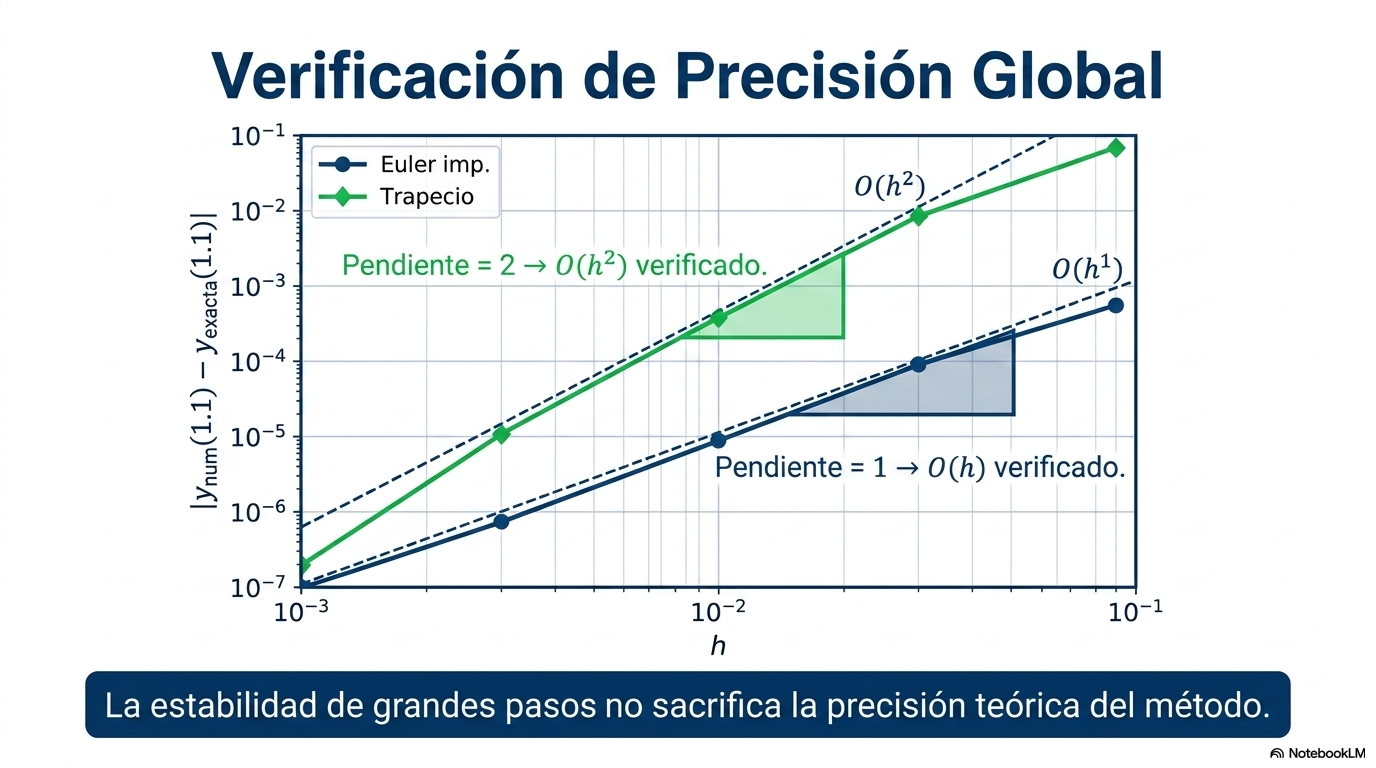 Verificación de Precisión Global
Euler imp.
Trapecio
|y_num(1.1) − y_exacta(1.1)|
10⁻¹
10⁻²
10⁻³
10⁻⁴
10⁻⁵
10⁻⁶
10⁻⁷
O(h²)
Pendiente = 2 → O(h²) verificado.
O(h¹)
Pendiente = 1 → O(h) verificado.
10⁻³
10⁻²
10⁻¹
h
La estabilidad de grandes pasos no sacrifica la precisión teórica del método.
NotebookLM